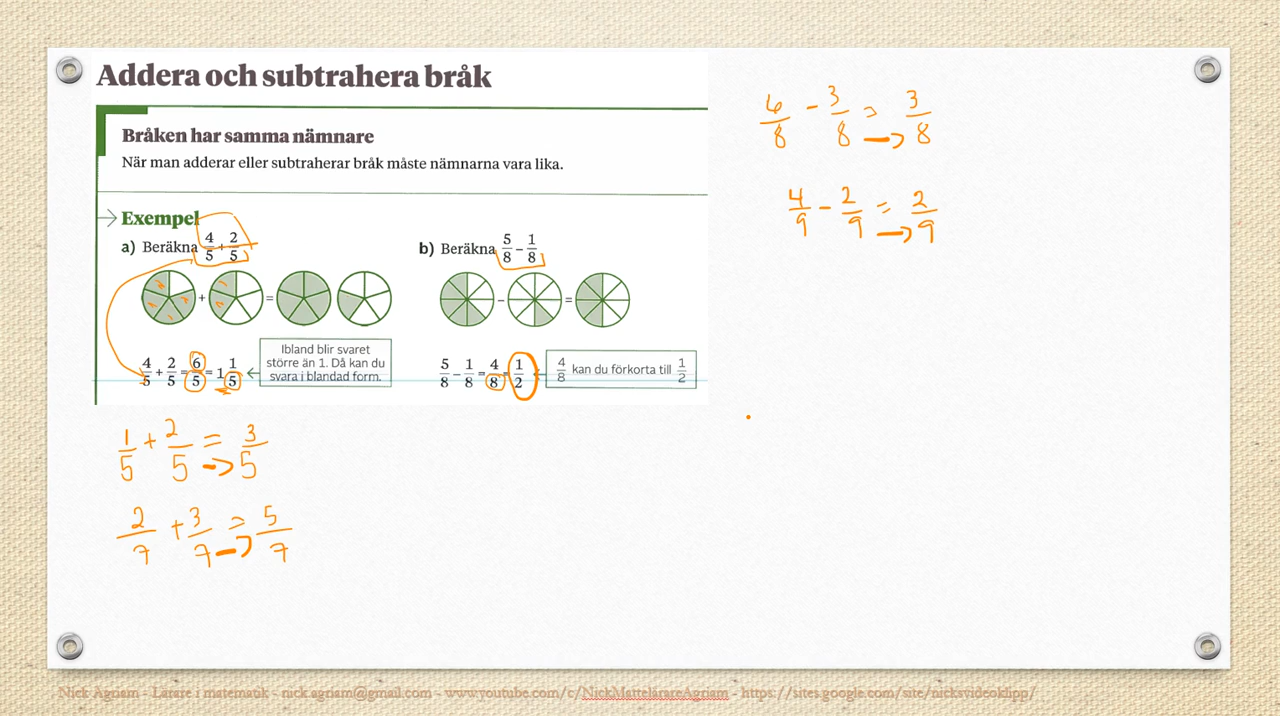 Addera och subtrahera bråk
Bråken har samma nämnare
När man adderar eller subtraherar bråk måste nämnarna vara lika.
Exempel
a) Beräkna 4/5 + 2/5
b) Beräkna 5/8 − 1/8
+ =
− =
4/5 + 2/5 = 6/5 = 1 1/5
Ibland blir svaret
större än 1. Då kan du
svara i blandad form.
5/8 − 1/8 = 4/8 = 1/2
4/8 kan du förkorta till 1/2
1/5 + 2/5 = 3/5
2/7 + 3/7 = 5/7
6/8 − 3/8 = 3/8
4/9 − 2/9 = 2/9
Nick Agnam - Lärare i matematik - nick.agnam@gmail.com - www.youtube.com/c/NickMattelärareAgnam - https://sites.google.com/site/nicksvideoklipp/